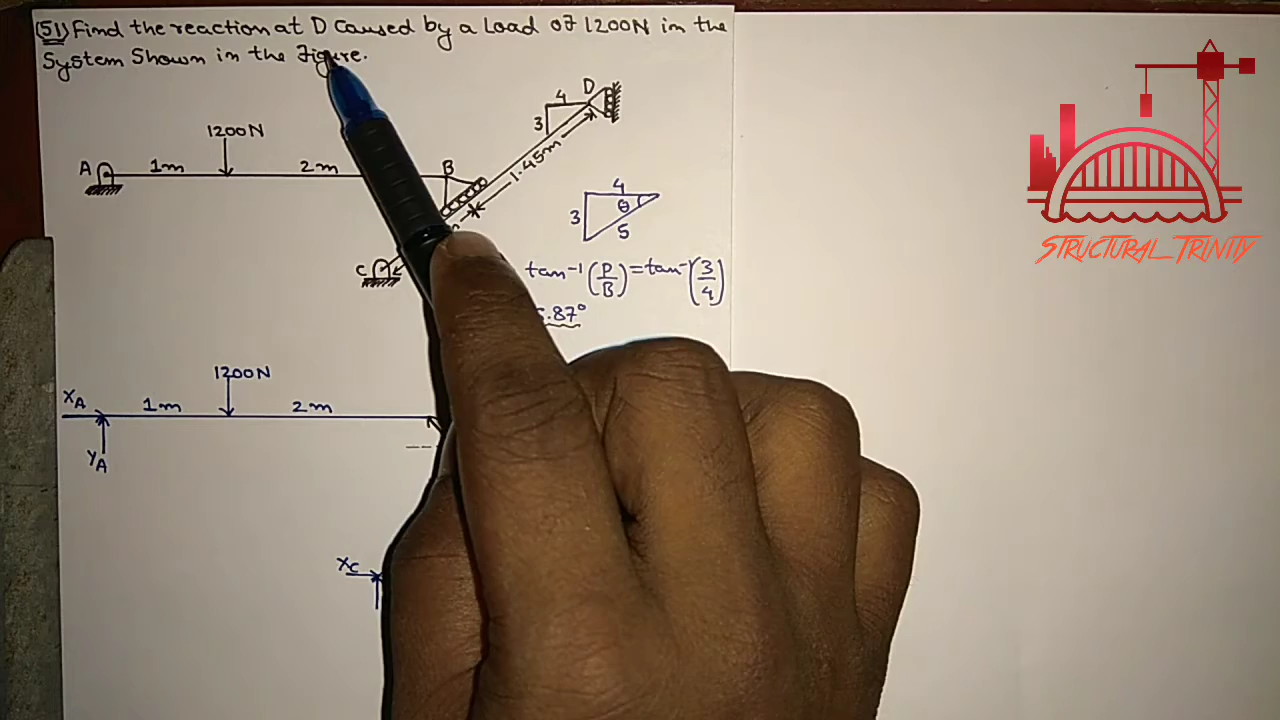 (51) Find the reaction at D caused by a Load of 1200N in the
System Shown in the Figure.
D
4
3
1.45m
1200N
A
1m
2m
B
4
3
θ
5
C
tan-1 (P/B) = tan-1 (3/4)
.87°
STRUCTURAL_TRINITY
1200N
XA
1m
2m
YA
XC